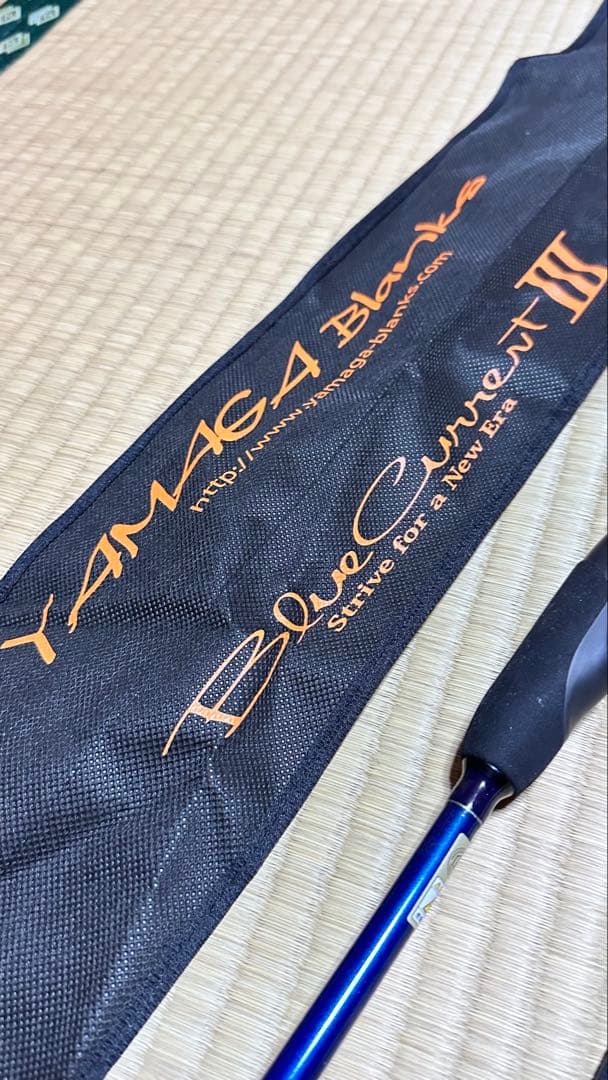 YAMAGA Blanks
http://www.yamaga-blanks.com
Blue Current III
Strive for a New Era